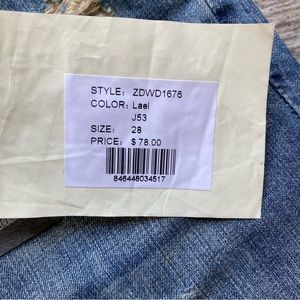 STYLE: ZDWD1676
COLOR: Lael
J53
SIZE: 28
PRICE: $78.00
846448034517